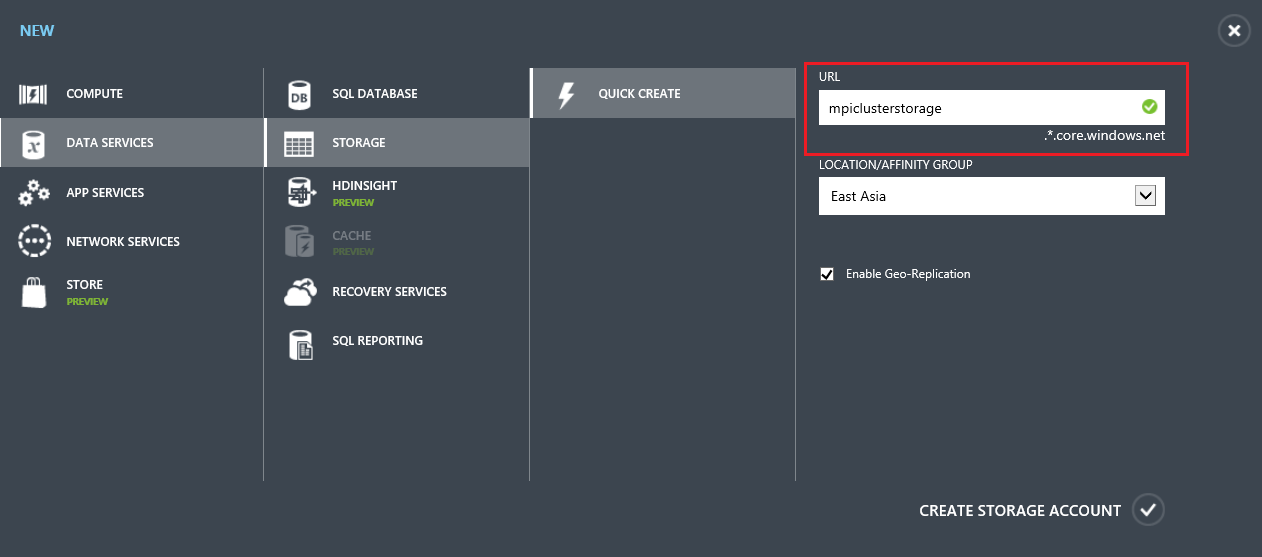 NEW
COMPUTE
DATA SERVICES
APP SERVICES
NETWORK SERVICES
STORE
PREVIEW
DB
SQL DATABASE
STORAGE
HDINSIGHT
PREVIEW
CACHE
PREVIEW
RECOVERY SERVICES
SQL REPORTING
QUICK CREATE
URL
mpiclusterstorage
.*.core.windows.net
LOCATION/AFFINITY GROUP
East Asia
Enable Geo-Replication
CREATE STORAGE ACCOUNT